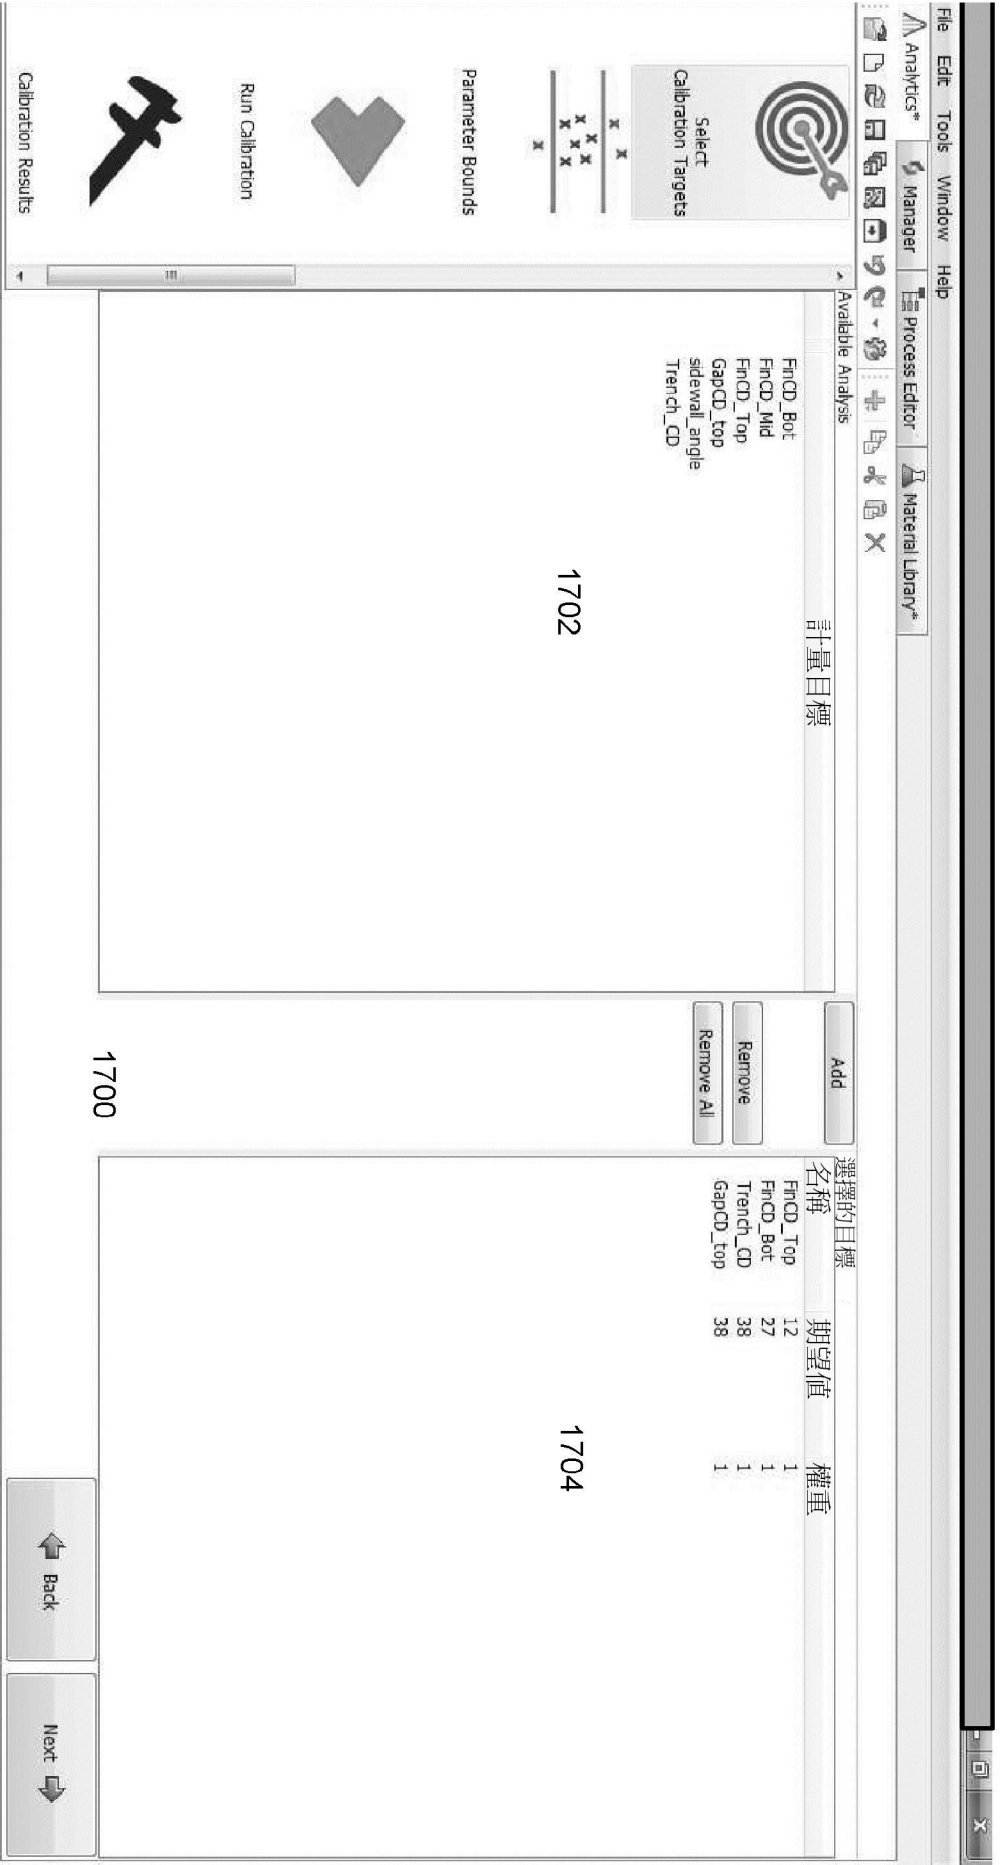 File Edit Tools Window Help
Analytics* Manager Process Editor Material Library*
Select
Calibration Targets
Parameter Bounds
Run Calibration
Calibration Results
Available Analysis
計量目標
FinCD_Bot
FinCD_Mid
FinCD_Top
GapCD_top
sidewall_angle
Trench_CD
1702
Add
Remove
Remove All
1700
選擇的目標
名稱 期望值 權重
FinCD_Top 12 1
FinCD_Bot 27 1
Trench_CD 38 1
GapCD_top 38 1
1704
Back
Next